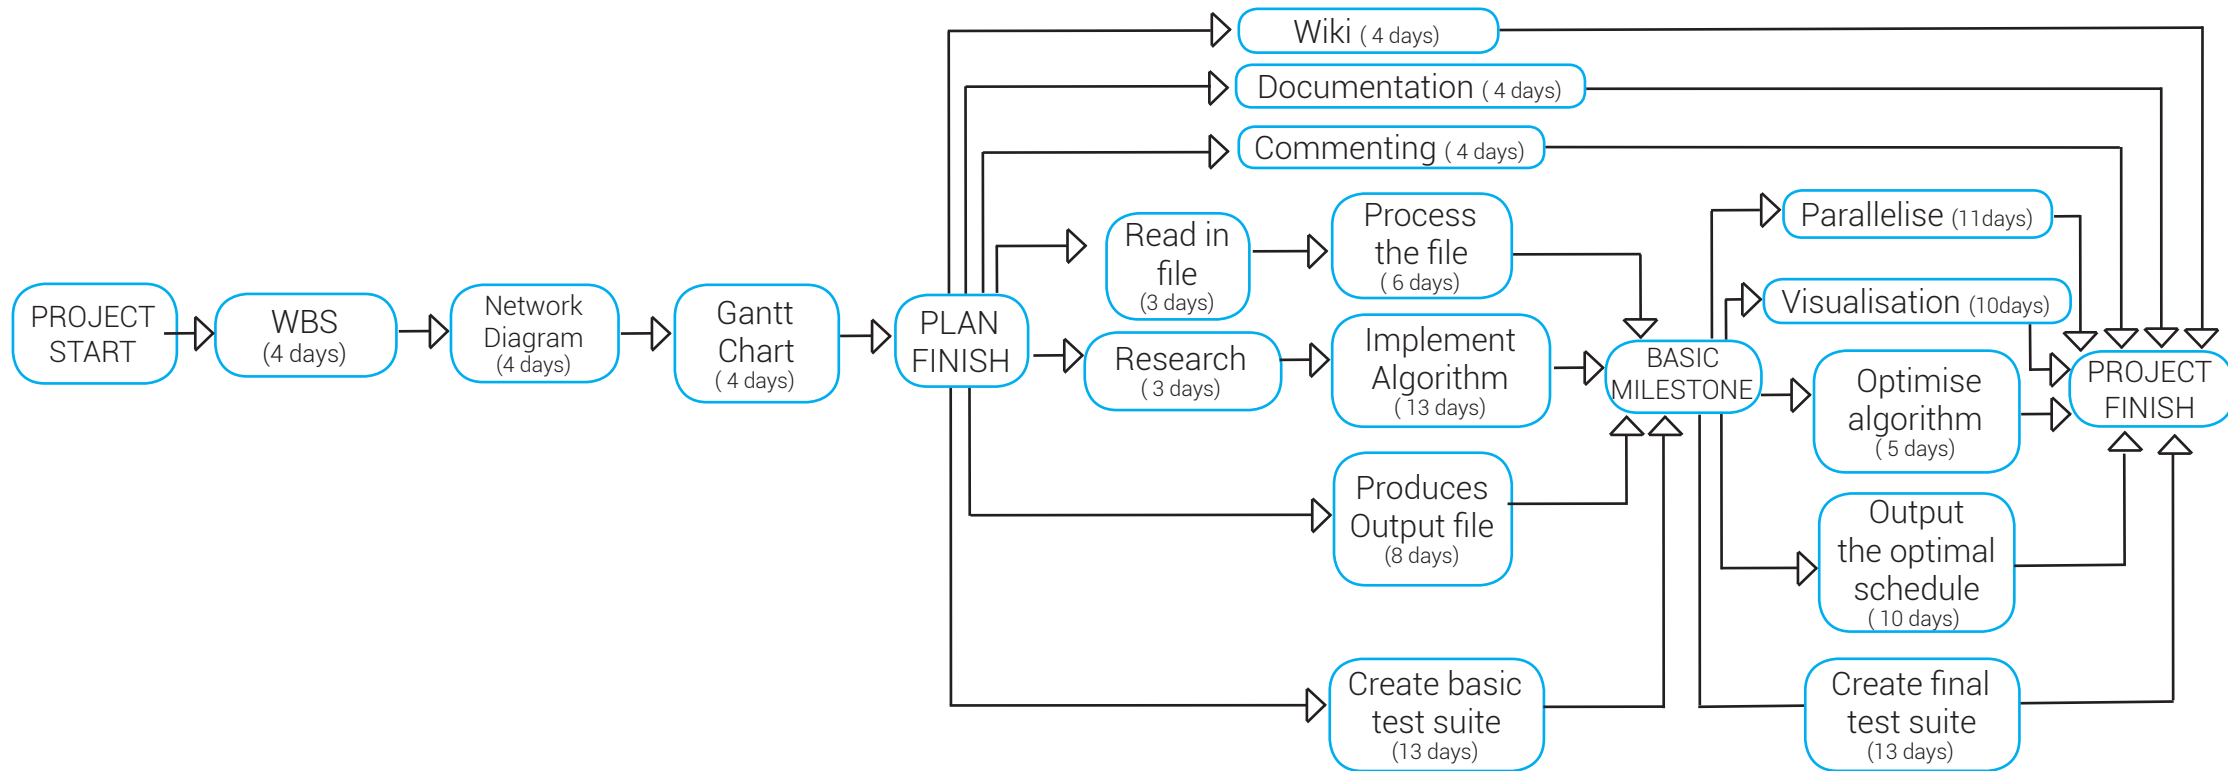 Wiki ( 4 days)
Documentation ( 4 days)
Commenting ( 4 days)
PROJECT
START
WBS
(4 days)
Network
Diagram
(4 days)
Gantt
Chart
( 4 days)
PLAN
FINISH
Read in
file
(3 days)
Process
the file
( 6 days)
Research
( 3 days)
Implement
Algorithm
( 13 days)
Produces
Output file
(8 days)
Create basic
test suite
(13 days)
BASIC
MILESTONE
Parallelise (11days)
Visualisation (10days)
Optimise
algorithm
( 5 days)
Output
the optimal
schedule
( 10 days)
Create final
test suite
(13 days)
PROJECT
FINISH